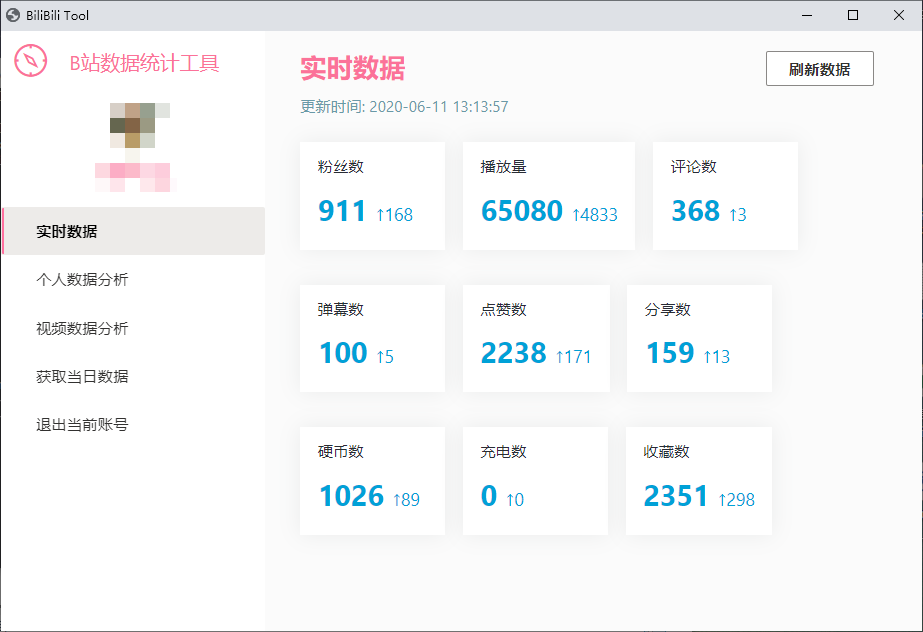 BiliBili Tool
B站数据统计工具
实时数据
个人数据分析
视频数据分析
获取当日数据
退出当前账号
实时数据
刷新数据
更新时间: 2020-06-11 13:13:57
粉丝数
911 ↑168
播放量
65080 ↑4833
评论数
368 ↑3
弹幕数
100 ↑5
点赞数
2238 ↑171
分享数
159 ↑13
硬币数
1026 ↑89
充电数
0 ↑0
收藏数
2351 ↑298